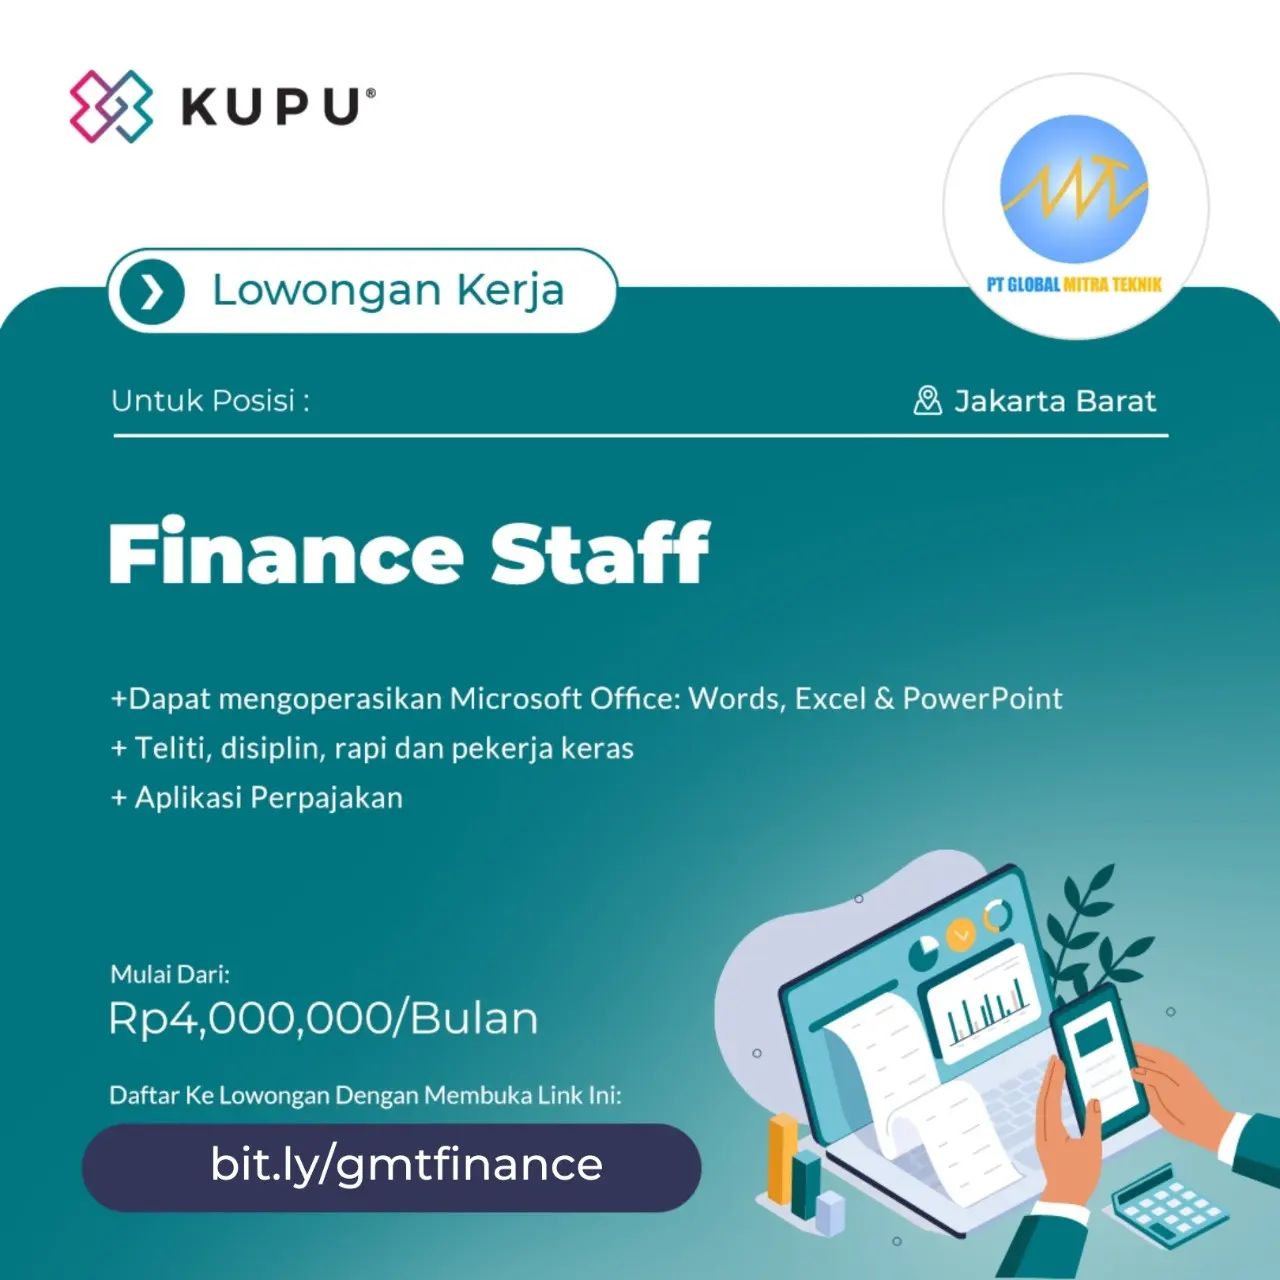 KUPU®
PT GLOBAL MITRA TEKNIK
Lowongan Kerja
Untuk Posisi :
Jakarta Barat
Finance Staff
+Dapat mengoperasikan Microsoft Office: Words, Excel & PowerPoint
+ Teliti, disiplin, rapi dan pekerja keras
+ Aplikasi Perpajakan
Mulai Dari:
Rp4,000,000/Bulan
Daftar Ke Lowongan Dengan Membuka Link Ini:
bit.ly/gmtfinance